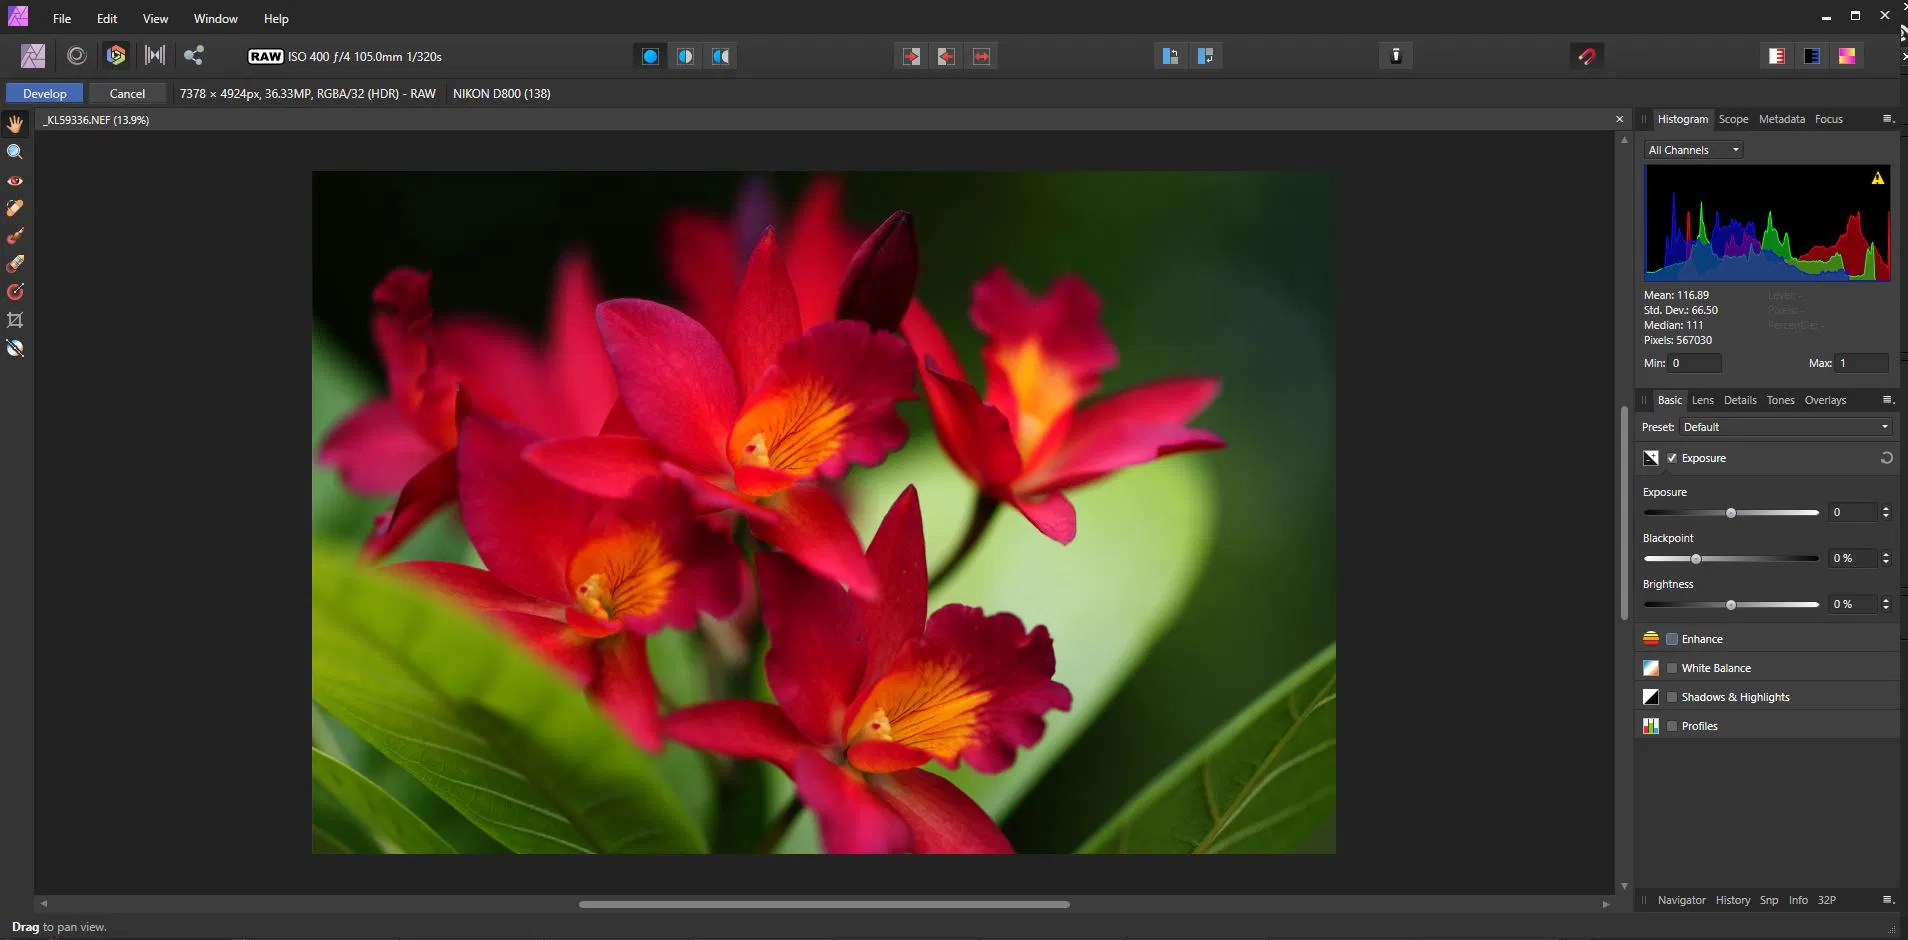 File Edit View Window Help
RAW ISO 400 ƒ/4 105.0mm 1/320s
Develop Cancel 7378 × 4924px, 36.33MP, RGBA/32 (HDR) - RAW NIKON D800 (138)
_KL59336.NEF (13.9%)
Histogram Scope Metadata Focus
All Channels
Mean: 116.89 Level: -
Std. Dev.: 66.50 Pixels: -
Median: 111 Percentile: -
Pixels: 567030
Min: 0 Max: 1
Basic Lens Details Tones Overlays
Preset: Default
Exposure
Exposure
0
Blackpoint
0 %
Brightness
0 %
Enhance
White Balance
Shadows & Highlights
Profiles
Navigator History Snp Info 32P
Drag to pan view.